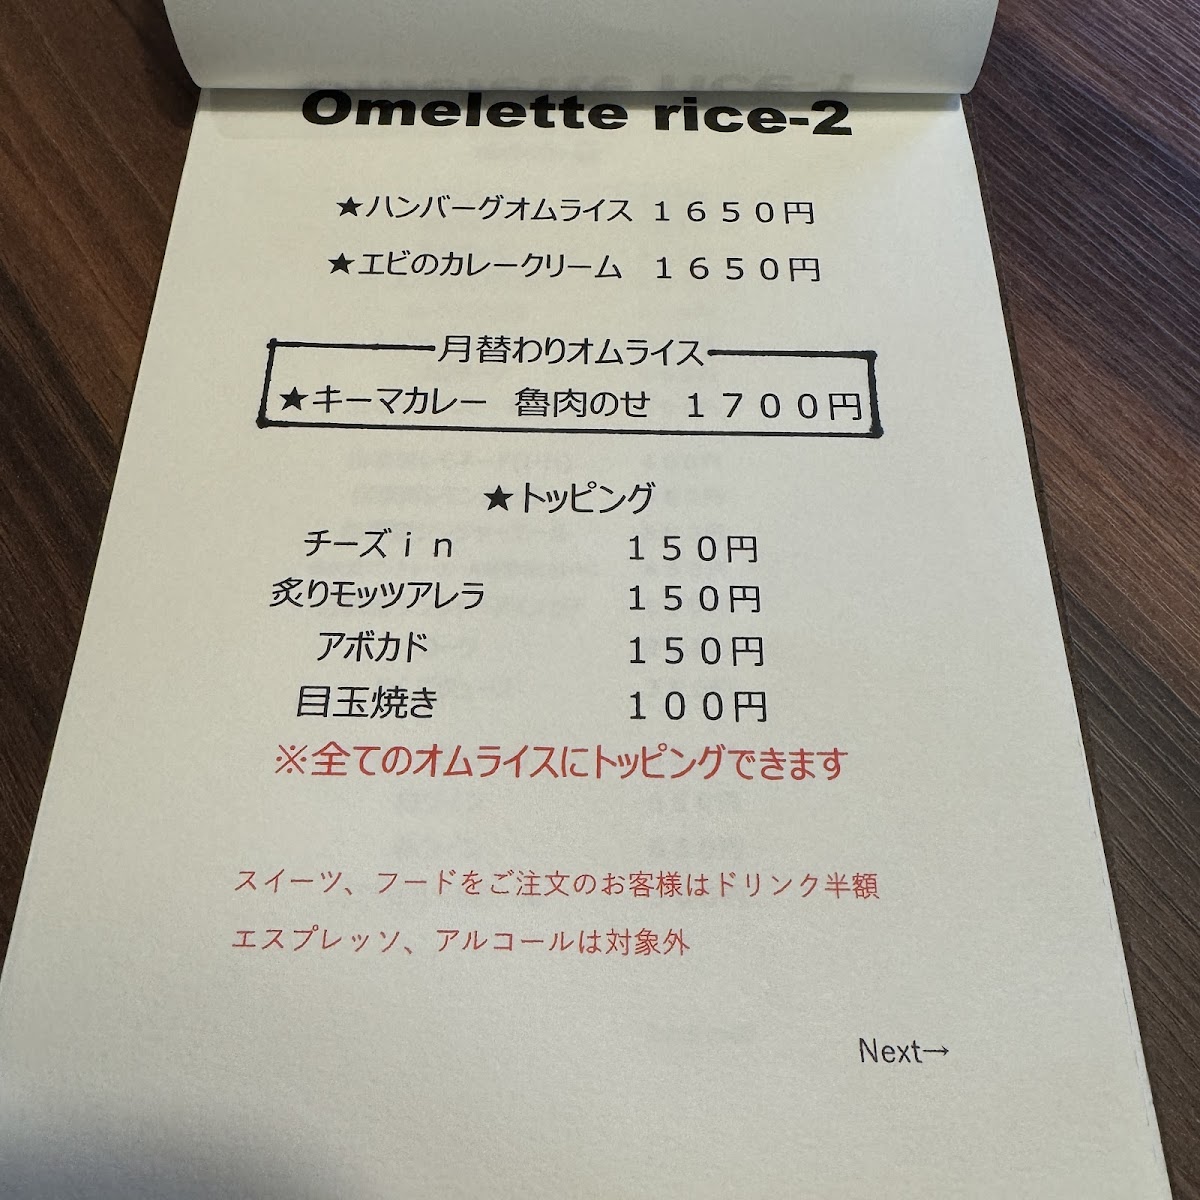 Omelette rice-2
★ハンバーグオムライス １６５０円
★エビのカレークリーム １６５０円
月替わりオムライス
★キーマカレー 魯肉のせ １７００円
★トッピング
チーズｉｎ １５０円
炙りモッツアレラ １５０円
アボカド １５０円
目玉焼き １００円
※全てのオムライスにトッピングできます
スイーツ、フードをご注文のお客様はドリンク半額
エスプレッソ、アルコールは対象外
Next→